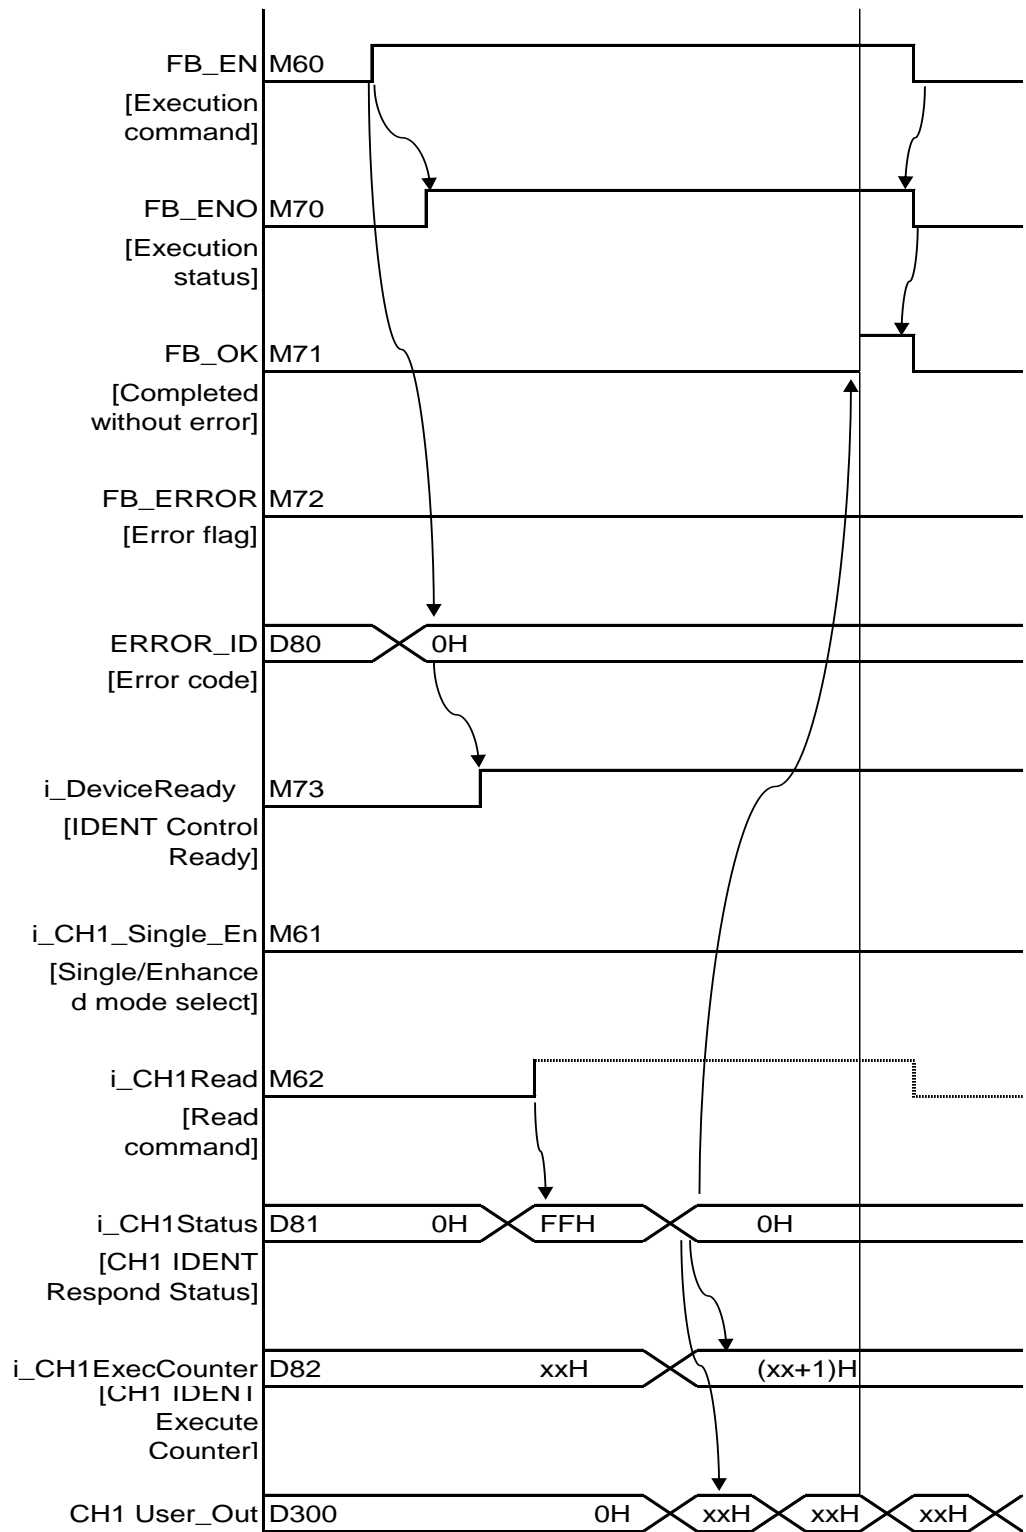 FB_EN M60
[Execution
command]
FB_ENO M70
[Execution
status]
FB_OK M71
[Completed
without error]
FB_ERROR M72
[Error flag]
ERROR_ID D80 0H
[Error code]
i_DeviceReady M73
[IDENT Control
Ready]
i_CH1_Single_En M61
[Single/Enhance
d mode select]
i_CH1Read M62
[Read
command]
i_CH1Status D81 0H FFH 0H
[CH1 IDENT
Respond Status]
i_CH1ExecCounter D82 xxH (xx+1)H
[CH1 IDENT
Execute
Counter]
CH1 User_Out D300 0H xxH xxH xxH